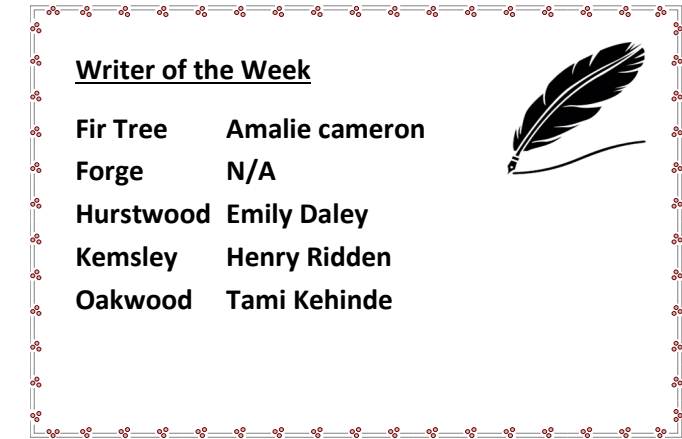 Writer of the Week
Fir Tree Amalie cameron
Forge N/A
Hurstwood Emily Daley
Kemsley Henry Ridden
Oakwood Tami Kehinde